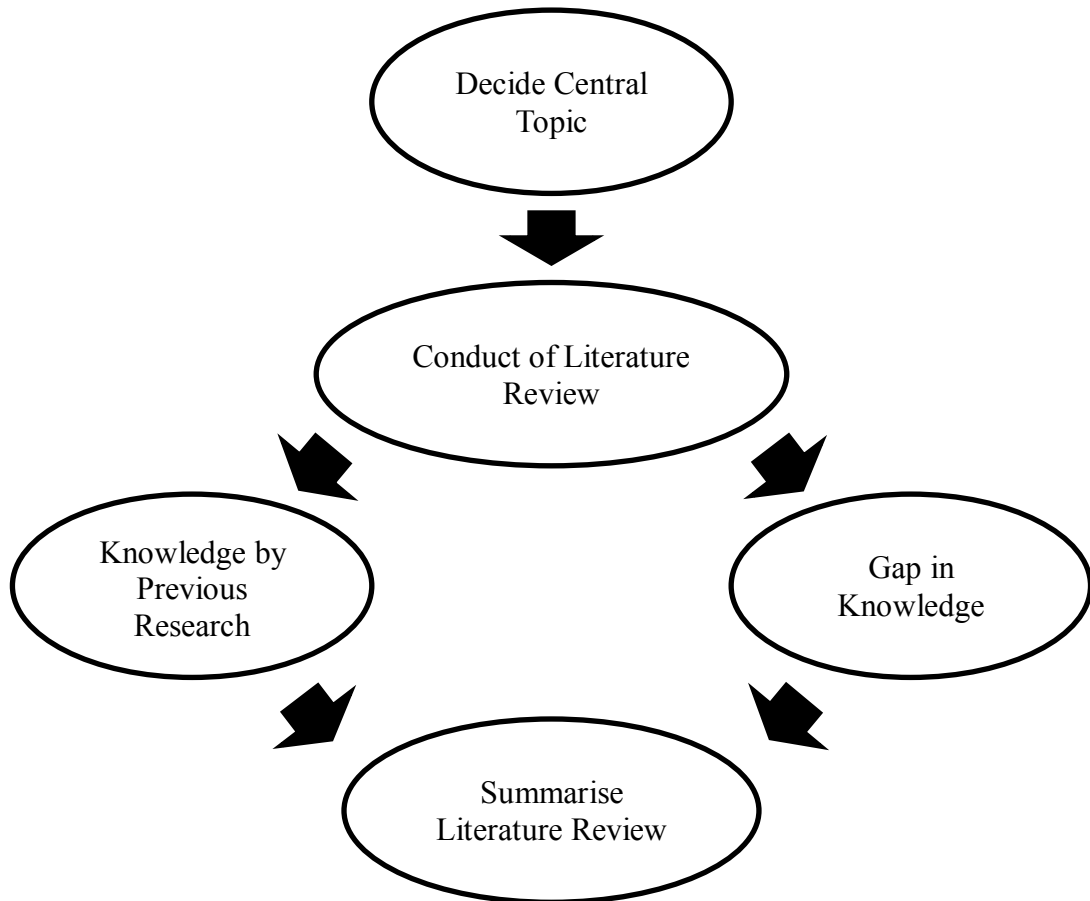 Decide Central
Topic
Conduct of Literature
Review
Knowledge by
Previous
Research
Gap in
Knowledge
Summarise
Literature Review